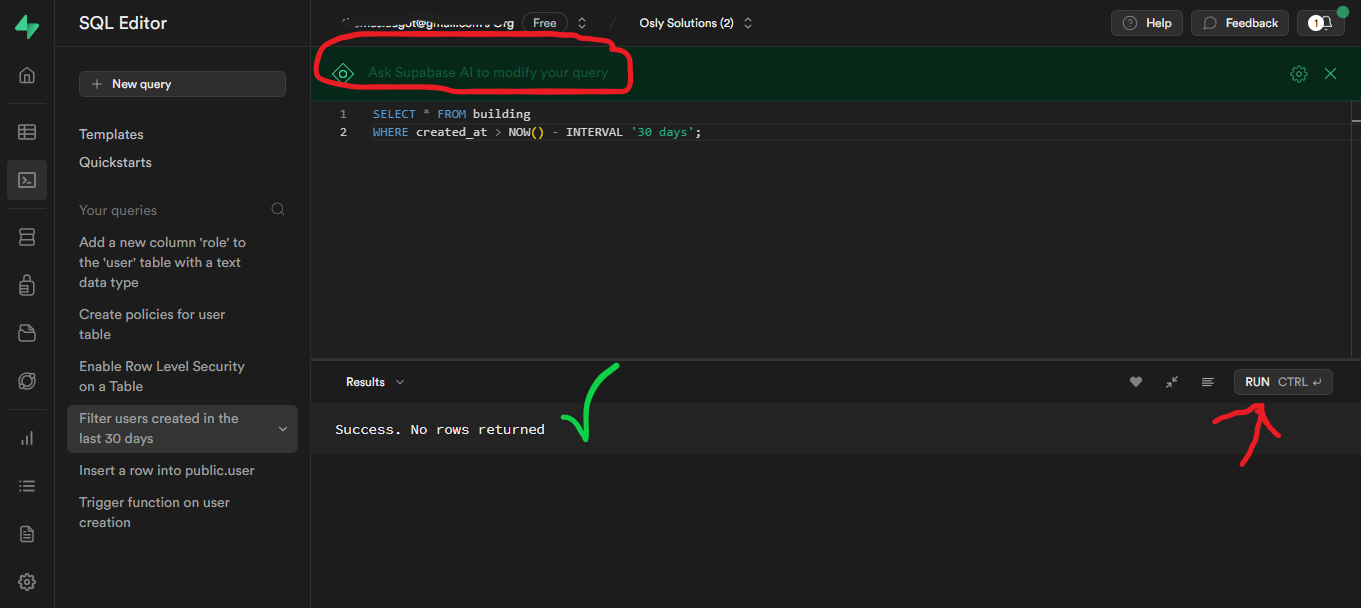 SQL Editor
Free
Osly Solutions (2)
Help
Feedback
1
New query
Ask Supabase AI to modify your query
Templates
Quickstarts
Your queries
Add a new column 'role' to
the 'user' table with a text
data type
Create policies for user
table
Enable Row Level Security
on a Table
Filter users created in the
last 30 days
Insert a row into public.user
Trigger function on user
creation
1 SELECT * FROM building
2 WHERE created_at > NOW() - INTERVAL '30 days';
Results
RUN CTRL ↵
Success. No rows returned